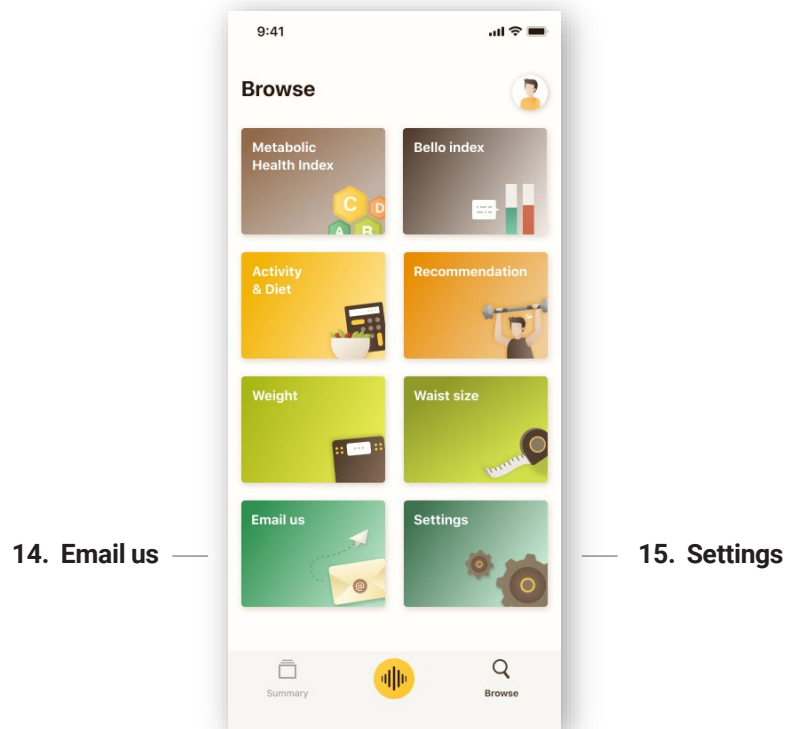 9:41
Browse
Metabolic
Health Index
C
D
A
B
Bello index
Activity
& Diet
Recommendation
Weight
Waist size
14. Email us
Email us
@
Settings
15. Settings
Summary
Browse